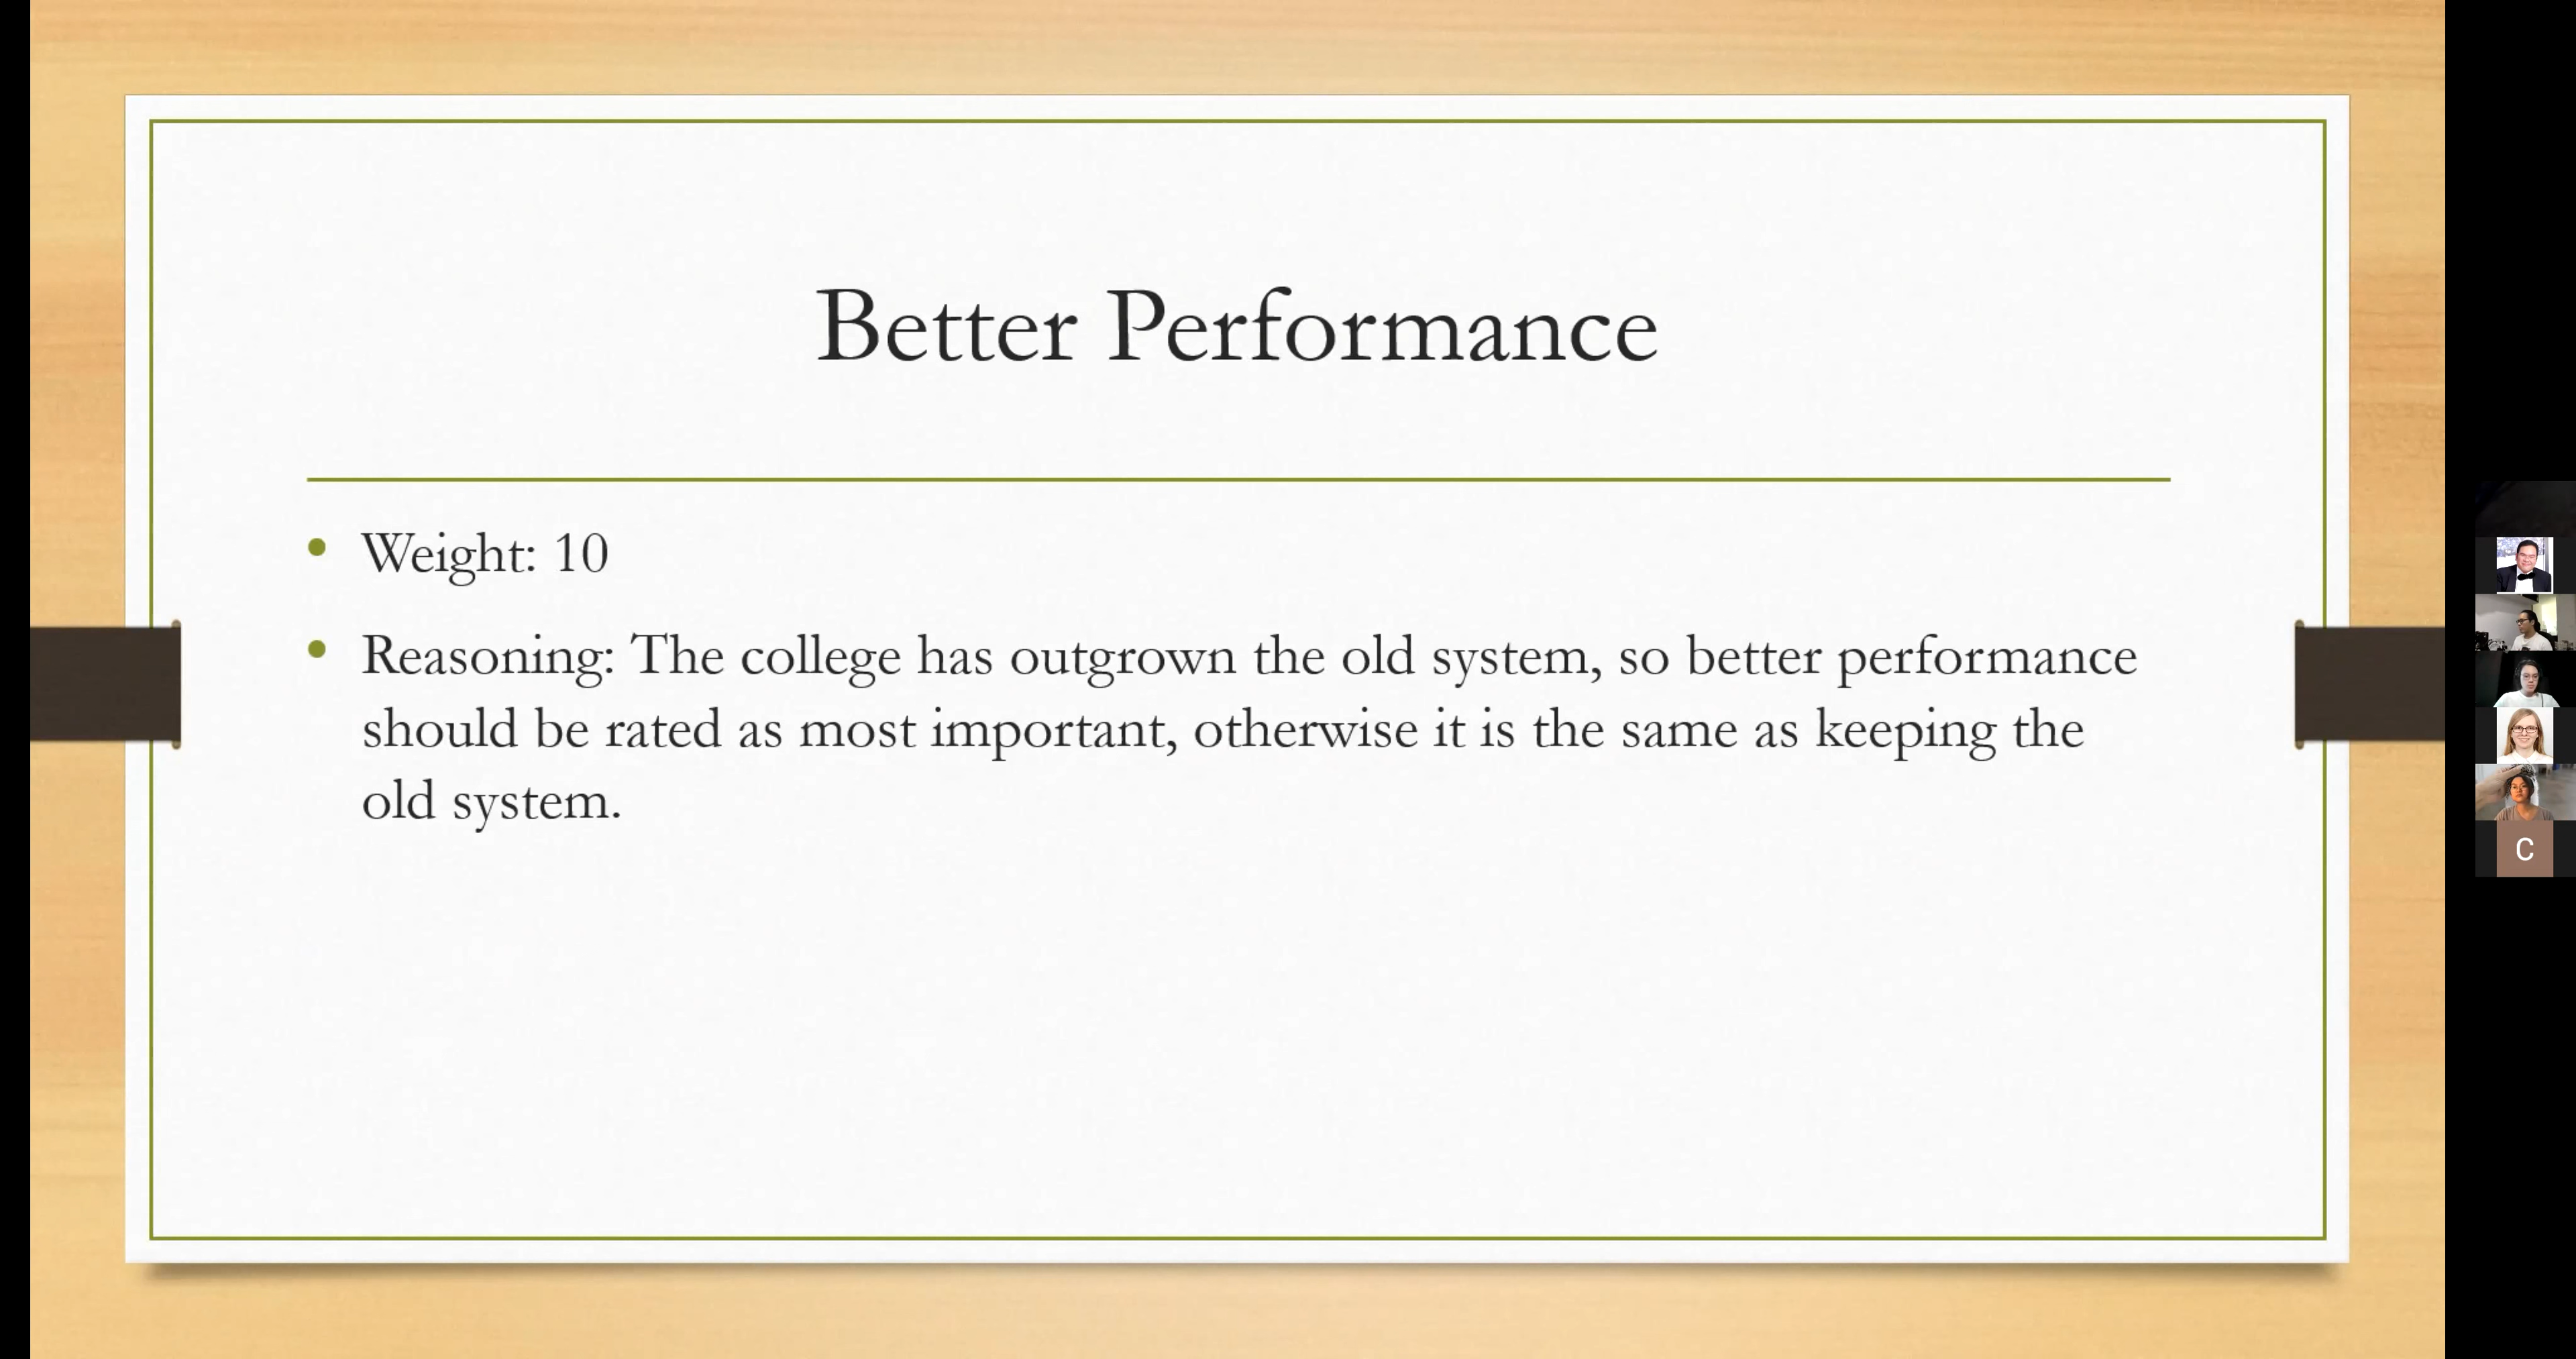 Better Performance
• Weight: 10
• Reasoning: The college has outgrown the old system, so better performance
should be rated as most important, otherwise it is the same as keeping the
old system.
C